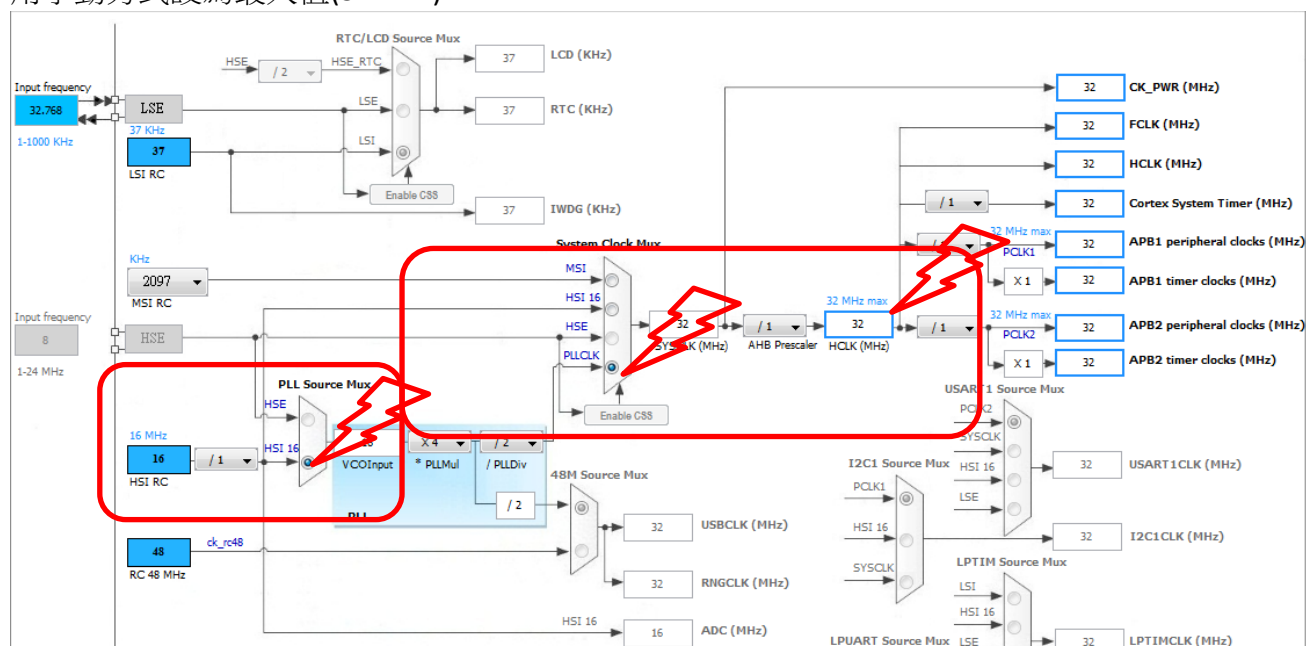 RTC/LCD Source Mux
HSE
/ 2
HSE_RTC
37
LCD (KHz)
Input frequency
32.768
1-1000 KHz
LSE
LSE
37
RTC (KHz)
37 KHz
37
LSI RC
LSI
Enable CSS
37
IWDG (KHz)
32
CK_PWR (MHz)
32
FCLK (MHz)
32
HCLK (MHz)
/ 1
32
Cortex System Timer (MHz)
32 MHz max
PCLK1
32
APB1 peripheral clocks (MHz)
X 1
32
APB1 timer clocks (MHz)
System Clock Mux
KHz
2097
MSI RC
MSI
HSI 16
HSE
PLLCLK
32
(MHz)
/ 1
AHB Prescaler
32 MHz max
32
HCLK (MHz)
/ 1
32 MHz max
PCLK2
32
APB2 peripheral clocks (MHz)
X 1
32
APB2 timer clocks (MHz)
Input frequency
8
1-24 MHz
HSE
Enable CSS
PLL Source Mux
HSE
16 MHz
16
HSI RC
/ 1
HSI 16
VCOInput
X 4
* PLLMul
/ 2
/ PLLDiv
/ 2
48M Source Mux
32
USBCLK (MHz)
48
RC 48 MHz
ck_rc48
32
RNGCLK (MHz)
HSI 16
16
ADC (MHz)
USART1 Source Mux
PCLK2
SYSCLK
HSI 16
LSE
32
USART1CLK (MHz)
I2C1 Source Mux
PCLK1
HSI 16
SYSCLK
32
I2C1CLK (MHz)
LPTIM Source Mux
LSI
HSI 16
LSE
32
LPTIMCLK (MHz)
LPUART Source Mux